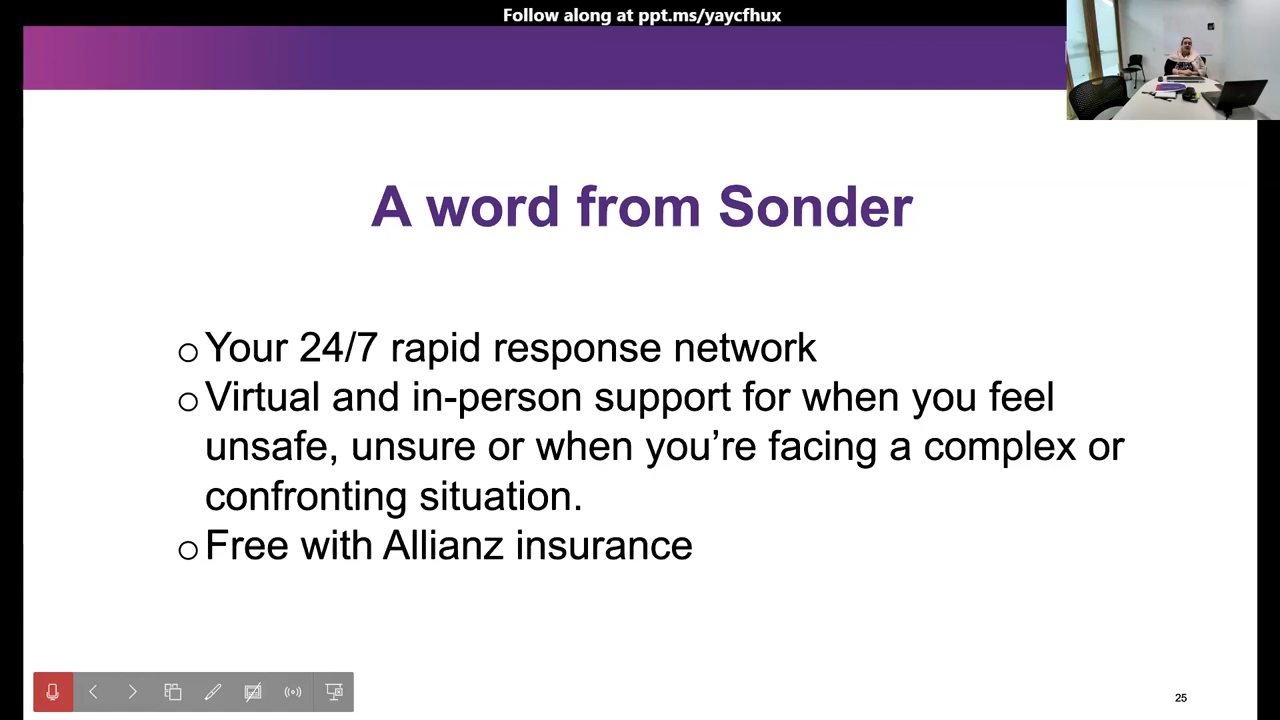 Follow along at ppt.ms/yaycfhux
A word from Sonder
Your 24/7 rapid response network
Virtual and in-person support for when you feel
unsafe, unsure or when you’re facing a complex or
confronting situation.
Free with Allianz insurance
25